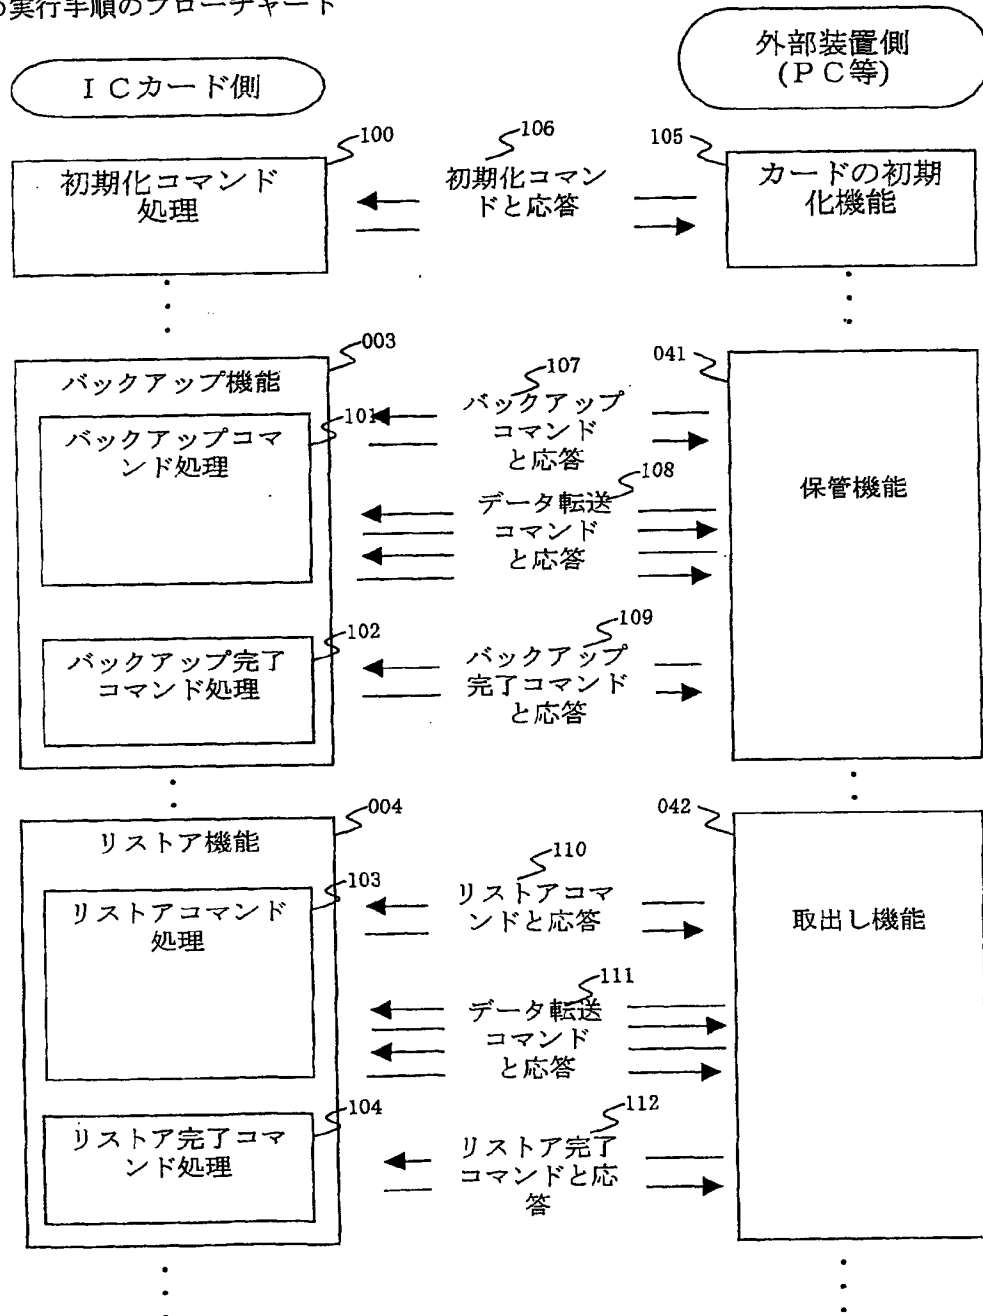 の実行手順のフローチャート
ICカード側
外部装置側
(PC等)
100
初期化コマンド
処理
106
初期化コマン
ドと応答
105
カードの初期
化機能
003
バックアップ機能
101
バックアップコマ
ンド処理
107
バックアップ
コマンド
と応答
108
データ転送
コマンド
と応答
041
保管機能
102
バックアップ完了
コマンド処理
109
バックアップ
完了コマンド
と応答
004
リストア機能
103
リストアコマンド
処理
110
リストアコマ
ンドと応答
042
取出し機能
111
データ転送
コマンド
と応答
104
リストア完了コマ
ンド処理
112
リストア完了
コマンドと応
答